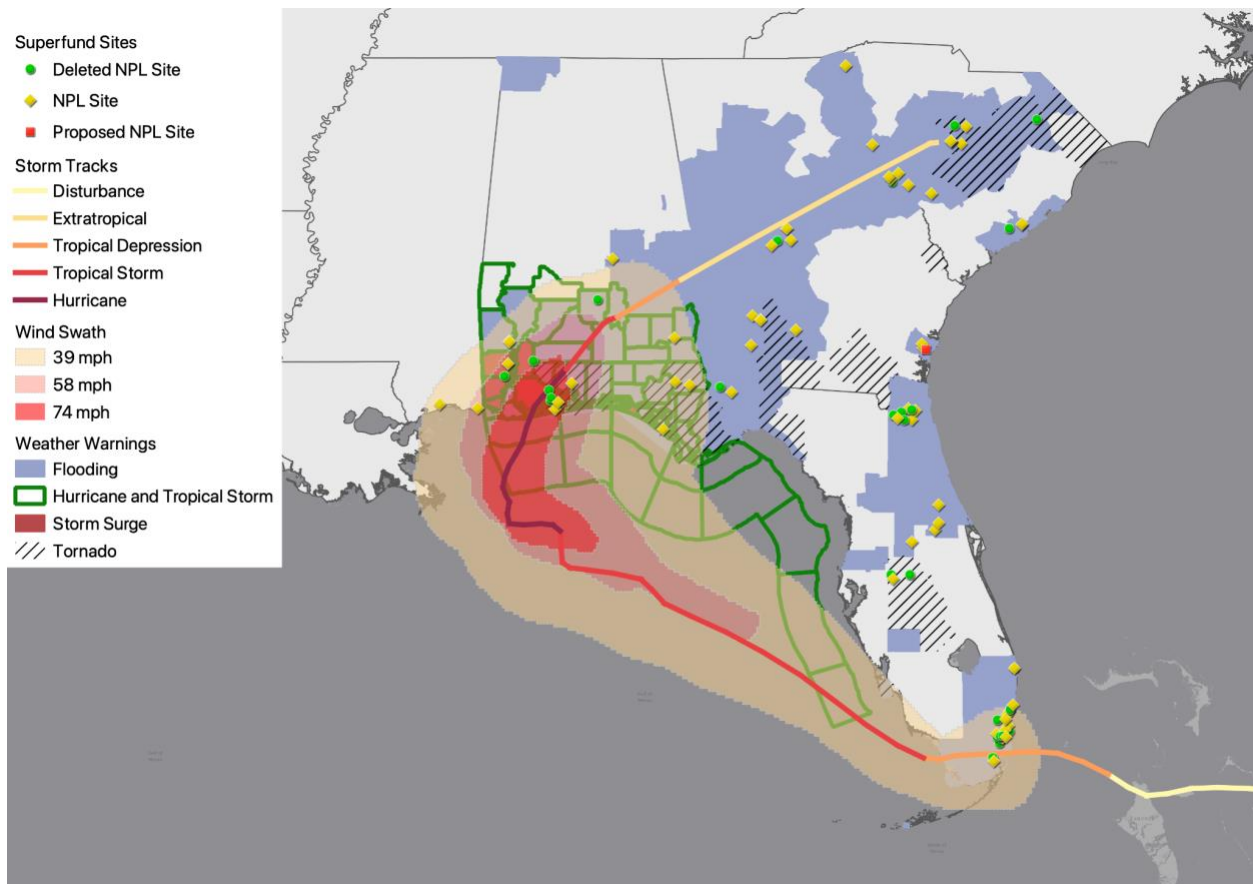 Superfund Sites
Deleted NPL Site
NPL Site
Proposed NPL Site
Storm Tracks
Disturbance
Extratropical
Tropical Depression
Tropical Storm
Hurricane
Wind Swath
39 mph
58 mph
74 mph
Weather Warnings
Flooding
Hurricane and Tropical Storm
Storm Surge
Tornado